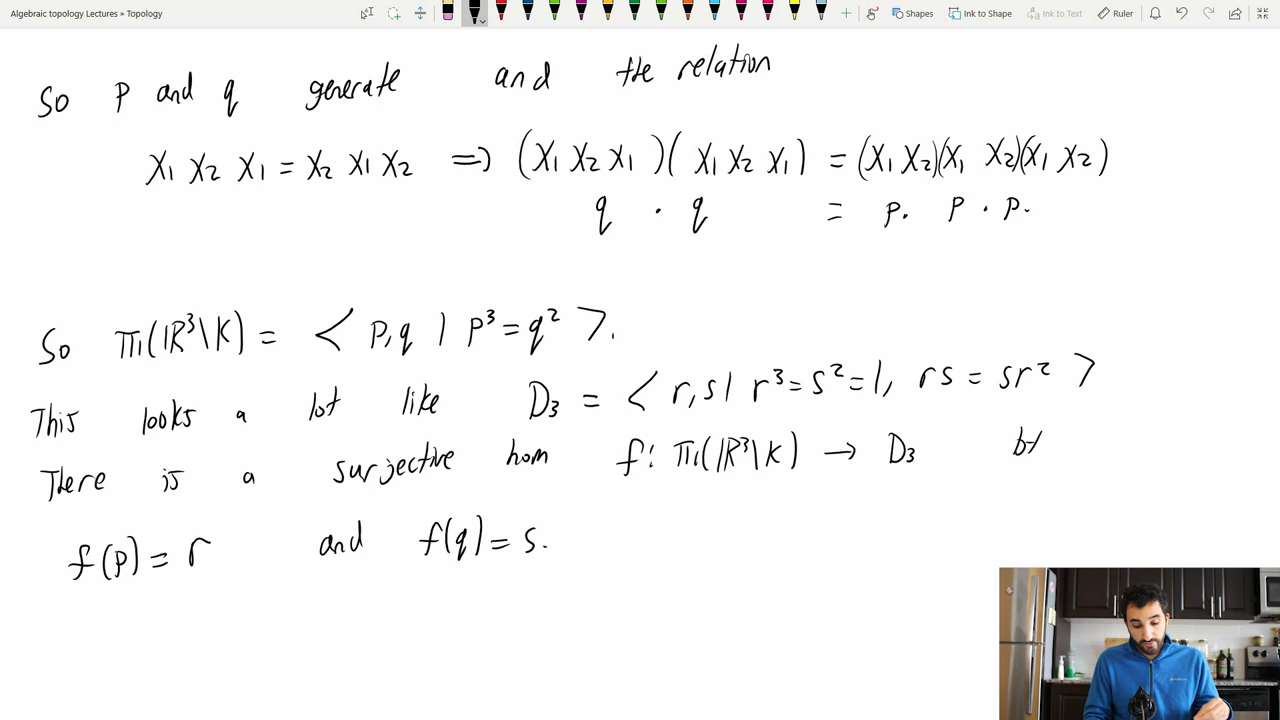 Algebraic topology Lectures » Topology
Shapes Ink to Shape Ink to Text Ruler
So p and q generate and the relation
x₁ x₂ x₁ = x₂ x₁ x₂ ⇒ (x₁ x₂ x₁)(x₁ x₂ x₁) = (x₁ x₂)(x₁ x₂)(x₁ x₂)
q · q = p · p · p.
So π₁(ℝ³\K) = < p, q | p³ = q² >.
This looks a lot like D₃ = < r, s | r³ = s² = 1, rs = sr² >
There is a surjective hom f: π₁(ℝ³\K) → D₃ by
f(p) = r and f(q) = s.